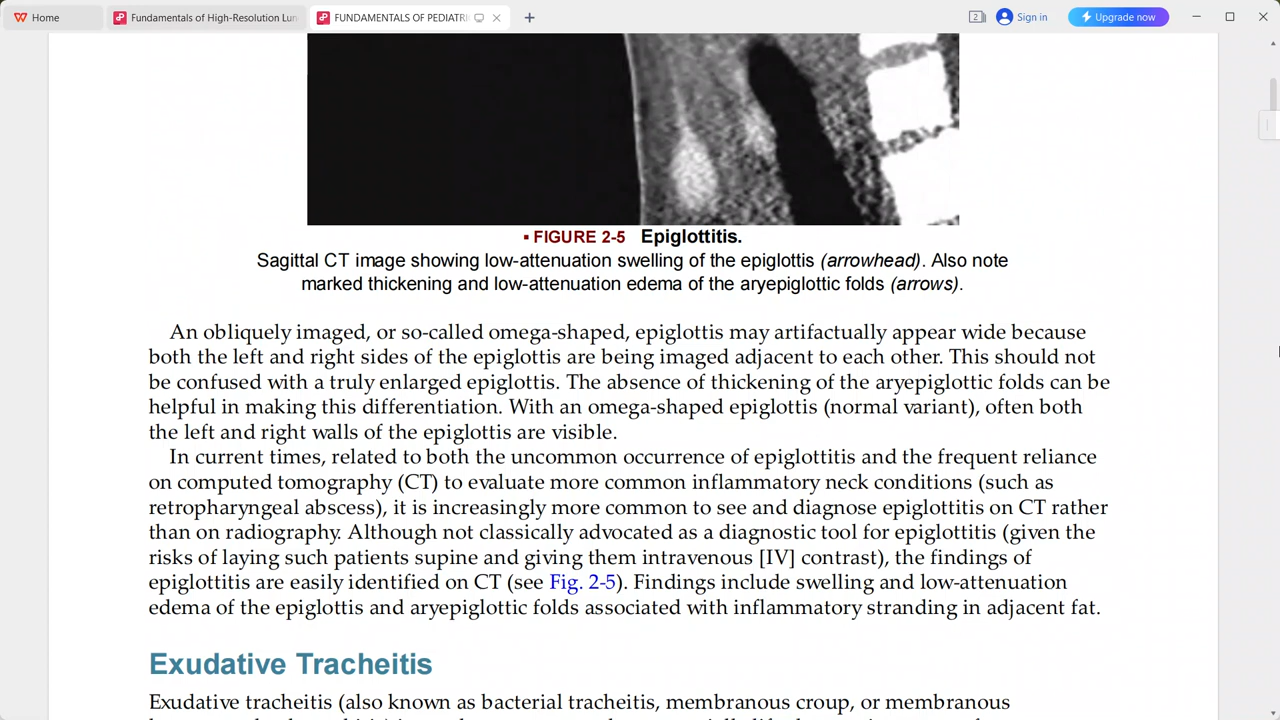 Home
Fundamentals of High-Resolution Lun
FUNDAMENTALS OF PEDIATRI
2
Sign in
Upgrade now
▪ FIGURE 2-5 Epiglottitis.
Sagittal CT image showing low-attenuation swelling of the epiglottis (arrowhead). Also note
marked thickening and low-attenuation edema of the aryepiglottic folds (arrows).
An obliquely imaged, or so-called omega-shaped, epiglottis may artifactually appear wide because
both the left and right sides of the epiglottis are being imaged adjacent to each other. This should not
be confused with a truly enlarged epiglottis. The absence of thickening of the aryepiglottic folds can be
helpful in making this differentiation. With an omega-shaped epiglottis (normal variant), often both
the left and right walls of the epiglottis are visible.
In current times, related to both the uncommon occurrence of epiglottitis and the frequent reliance
on computed tomography (CT) to evaluate more common inflammatory neck conditions (such as
retropharyngeal abscess), it is increasingly more common to see and diagnose epiglottitis on CT rather
than on radiography. Although not classically advocated as a diagnostic tool for epiglottitis (given the
risks of laying such patients supine and giving them intravenous [IV] contrast), the findings of
epiglottitis are easily identified on CT (see Fig. 2-5). Findings include swelling and low-attenuation
edema of the epiglottis and aryepiglottic folds associated with inflammatory stranding in adjacent fat.
Exudative Tracheitis
Exudative tracheitis (also known as bacterial tracheitis, membranous croup, or membranous